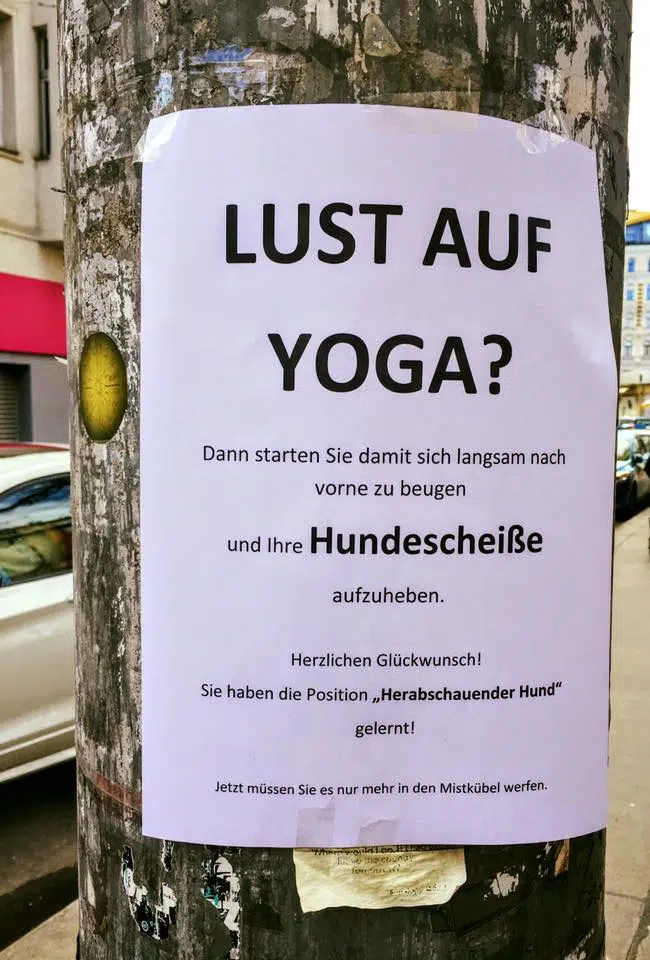 LUST AUF
YOGA?
Dann starten Sie damit sich langsam nach
vorne zu beugen
und Ihre Hundescheiße
aufzuheben.
Herzlichen Glückwunsch!
Sie haben die Position „Herabschauender Hund“
gelernt!
Jetzt müssen Sie es nur mehr in den Mistkübel werfen.